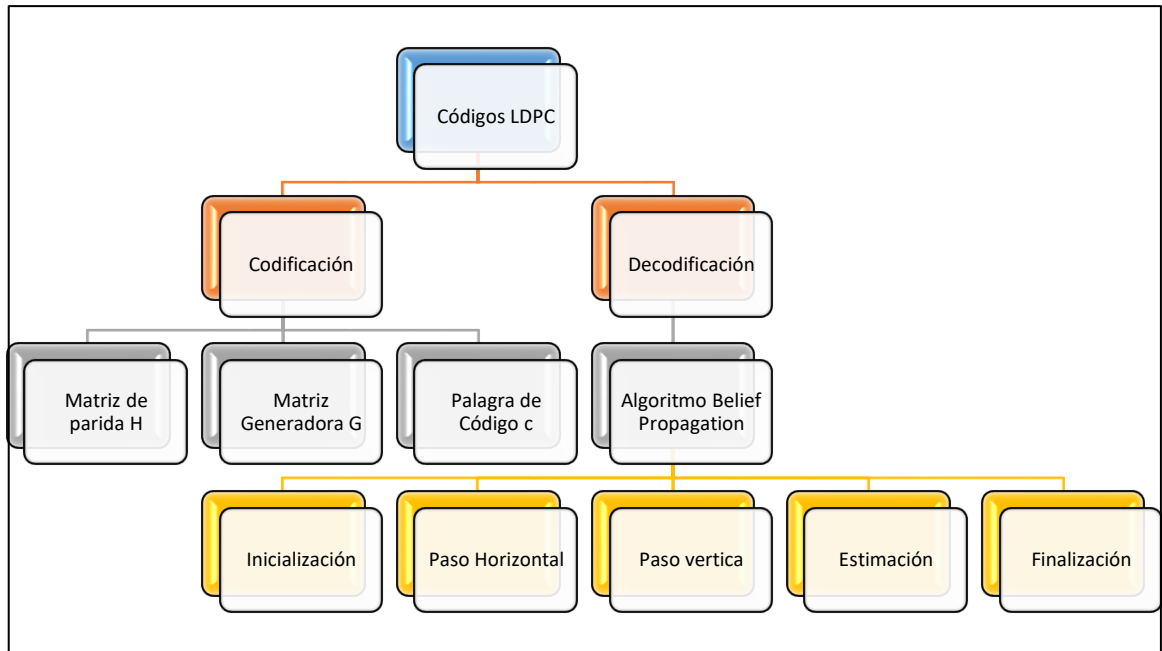 Códigos LDPC
Codificación
Decodificación
Matriz de
parida H
Matriz
Generadora G
Palagra de
Código c
Algoritmo Belief
Propagation
Inicialización
Paso Horizontal
Paso vertica
Estimación
Finalización